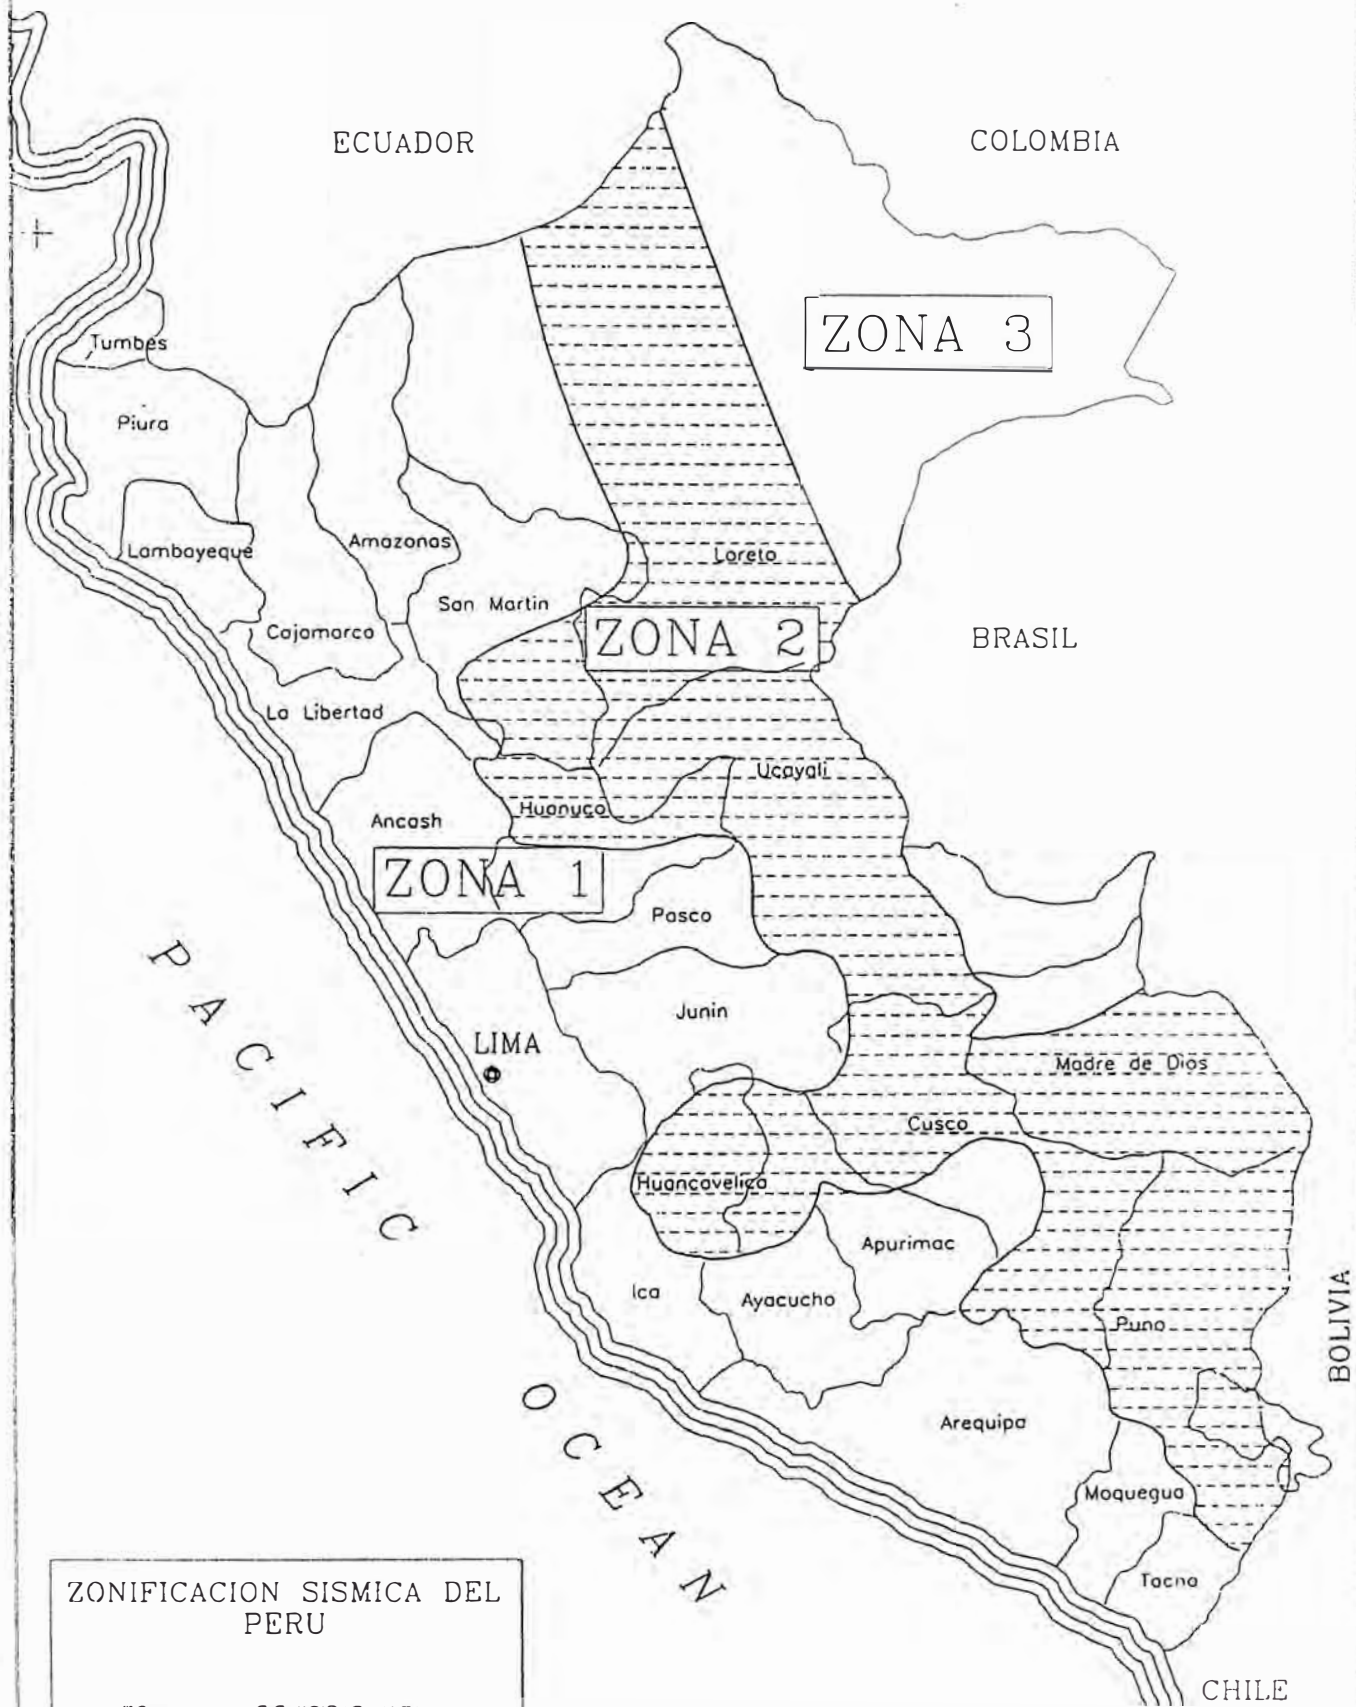 ECUADOR
COLOMBIA
ZONA 3
Tumbes
Piura
Lambayeque
Amazonas
Loreto
San Martin
Cajamarca
ZONA 2
BRASIL
La Libertad
Ucayali
Huanuco
Ancash
ZONA 1
Pasco
Junin
LIMA
Madre de Dios
Cusco
Huancavelica
Apurimac
Ica
Ayacucho
Puno
BOLIVIA
Arequipa
Moquegua
Tacna
PACIFIC OCEAN
CHILE
ZONIFICACION SISMICA DEL
PERU